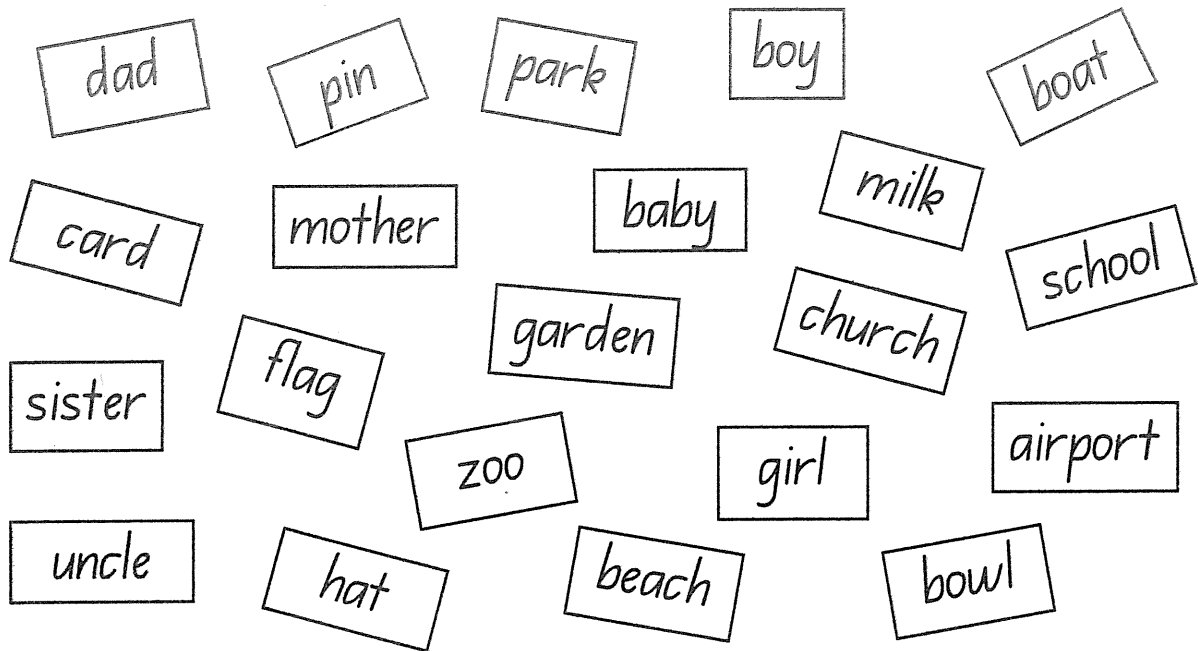 dad
pin
park
boy
boat
card
mother
baby
milk
school
sister
flag
garden
church
zoo
girl
airport
uncle
hat
beach
bowl